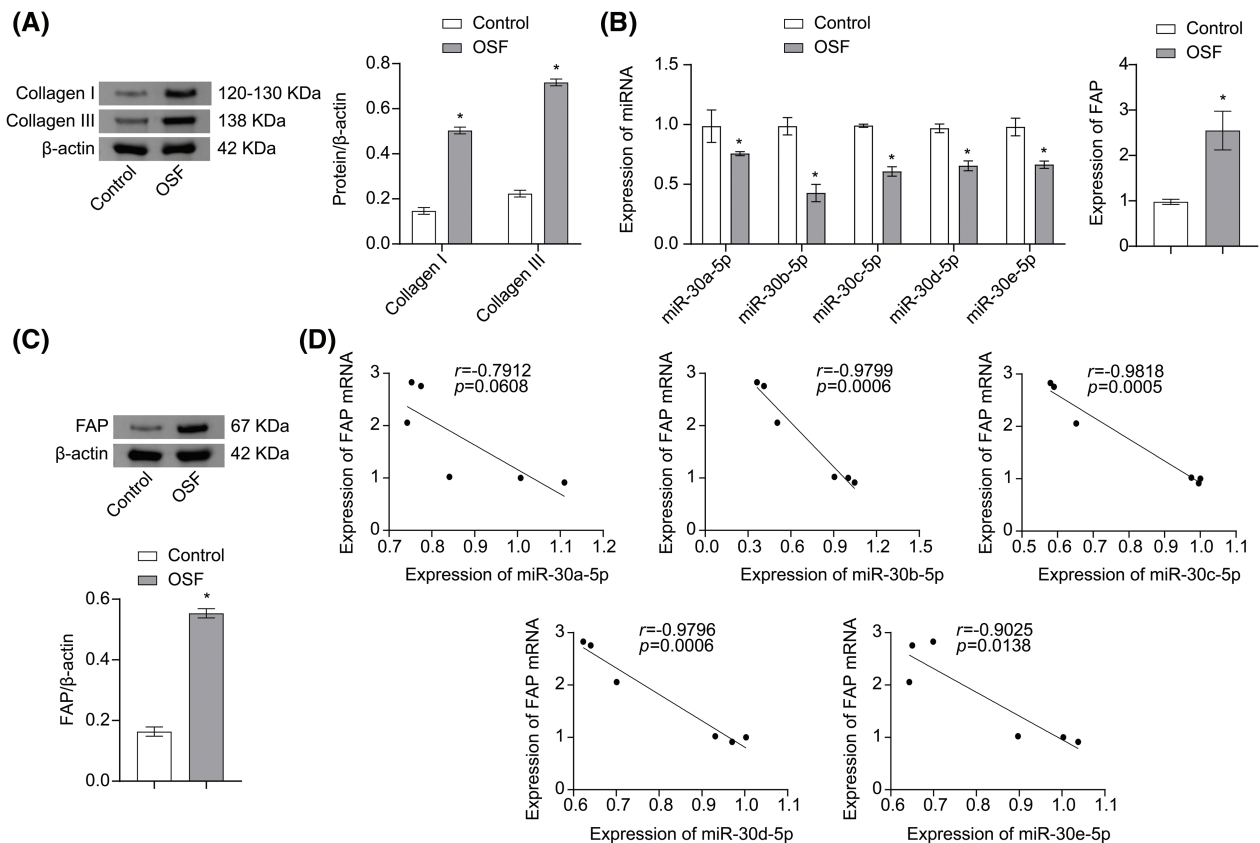 (A)
Collagen I
120-130 KDa
Collagen III
138 KDa
β-actin
42 KDa
Control
OSF
Control
OSF
Protein/β-actin
0.8
0.6
0.4
0.2
0.0
*
*
Collagen I
Collagen III
(B)
Control
OSF
Expression of miRNA
1.5
1.0
0.5
0.0
*
*
*
*
*
miR-30a-5p
miR-30b-5p
miR-30c-5p
miR-30d-5p
miR-30e-5p
Control
OSF
Expression of FAP
4
3
2
1
0
*
(C)
FAP
67 KDa
β-actin
42 KDa
Control
OSF
Control
OSF
FAP/β-actin
0.6
0.4
0.2
0.0
*
(D)
Expression of FAP mRNA
3
2
1
0
r=-0.7912
p=0.0608
0.7 0.8 0.9 1.0 1.1 1.2
Expression of miR-30a-5p
Expression of FAP mRNA
3
2
1
0
r=-0.9799
p=0.0006
0.0 0.3 0.6 0.9 1.2 1.5
Expression of miR-30b-5p
Expression of FAP mRNA
3
2
1
0
r=-0.9818
p=0.0005
0.5 0.6 0.7 0.8 0.9 1.0 1.1
Expression of miR-30c-5p
Expression of FAP mRNA
3
2
1
0
r=-0.9796
p=0.0006
0.6 0.7 0.8 0.9 1.0 1.1
Expression of miR-30d-5p
Expression of FAP mRNA
3
2
1
0
r=-0.9025
p=0.0138
0.6 0.7 0.8 0.9 1.0 1.1
Expression of miR-30e-5p